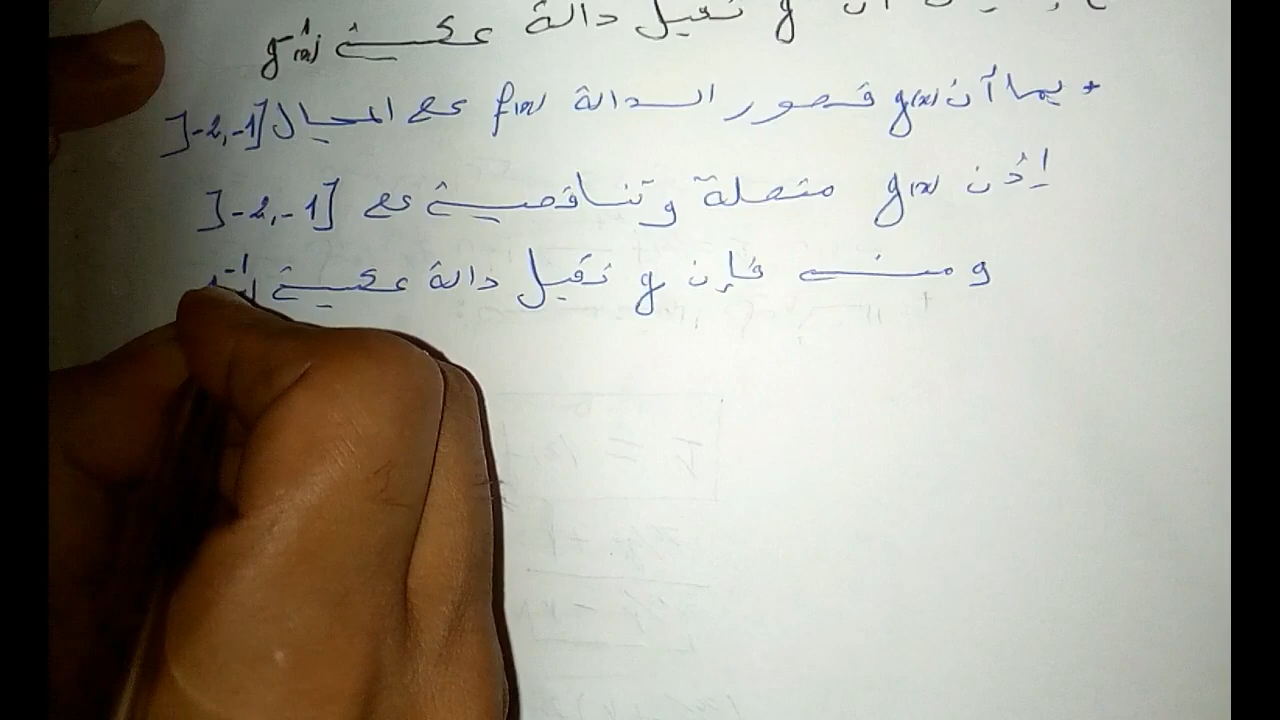 أن g تقبل دالة عكسية g⁻¹(x)
+ بما أن g(x) قصور الدالة f(x) على المجال ]-2,-1]
إذن g(x) متصلة وتناقصية على ]-2,-1]
ومنه فإن g تقبل دالة عكسية